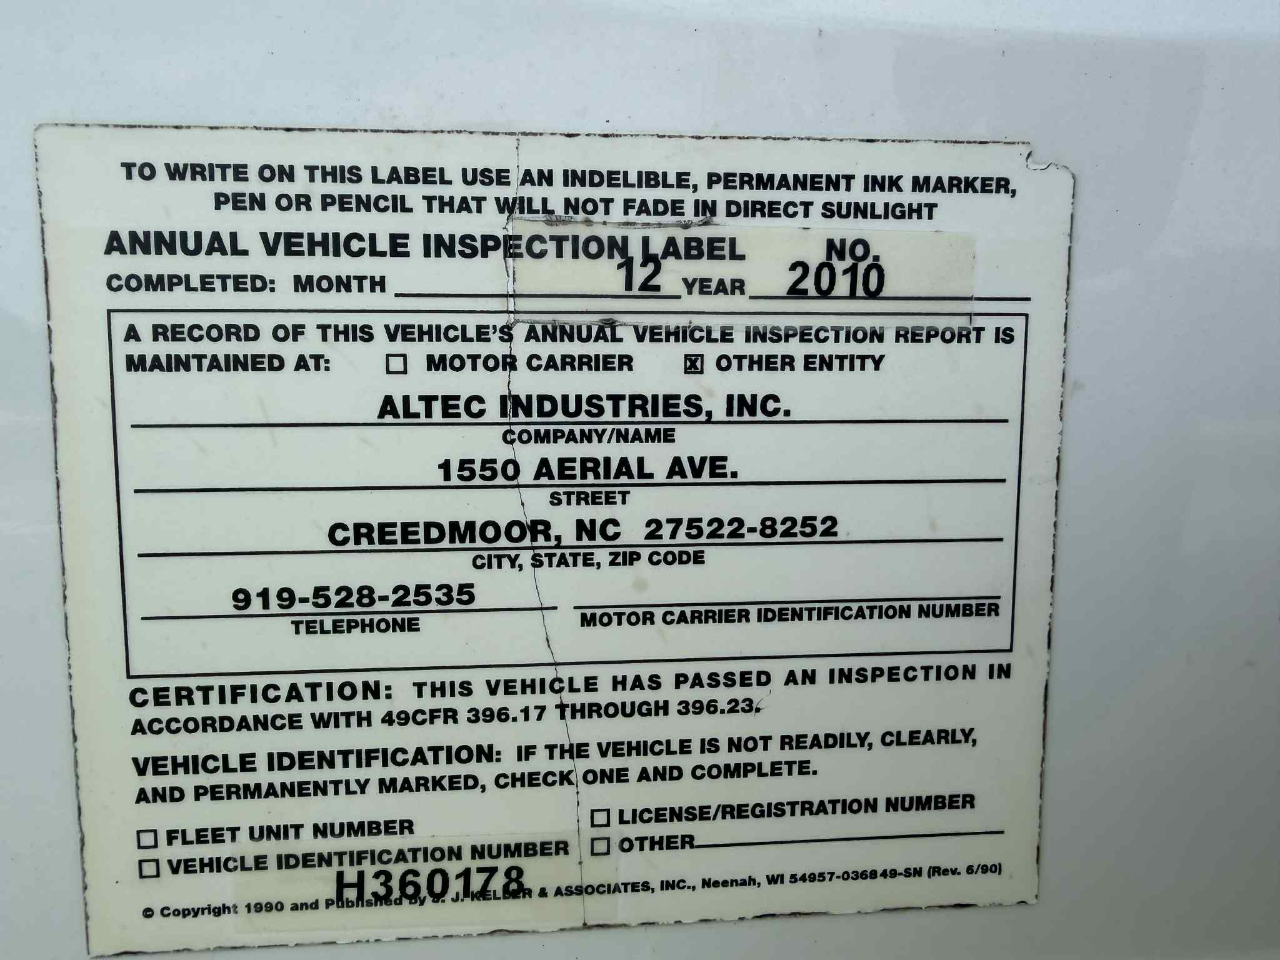 TO WRITE ON THIS LABEL USE AN INDELIBLE, PERMANENT INK MARKER,
PEN OR PENCIL THAT WILL NOT FADE IN DIRECT SUNLIGHT
ANNUAL VEHICLE INSPECTION LABEL NO.
COMPLETED: MONTH 12 YEAR 2010
A RECORD OF THIS VEHICLE'S ANNUAL VEHICLE INSPECTION REPORT IS
MAINTAINED AT: ☐ MOTOR CARRIER ☒ OTHER ENTITY
ALTEC INDUSTRIES, INC.
COMPANY/NAME
1550 AERIAL AVE.
STREET
CREEDMOOR, NC 27522-8252
CITY, STATE, ZIP CODE
919-528-2535
TELEPHONE MOTOR CARRIER IDENTIFICATION NUMBER
CERTIFICATION: THIS VEHICLE HAS PASSED AN INSPECTION IN
ACCORDANCE WITH 49CFR 396.17 THROUGH 396.23.
VEHICLE IDENTIFICATION: IF THE VEHICLE IS NOT READILY, CLEARLY,
AND PERMANENTLY MARKED, CHECK ONE AND COMPLETE.
☐ FLEET UNIT NUMBER ☐ LICENSE/REGISTRATION NUMBER
☐ VEHICLE IDENTIFICATION NUMBER ☐ OTHER
H360178
© Copyright 1990 and Published by J. J. KELLER & ASSOCIATES, INC., Neenah, WI 54957-0368 49-SN (Rev. 6/90)